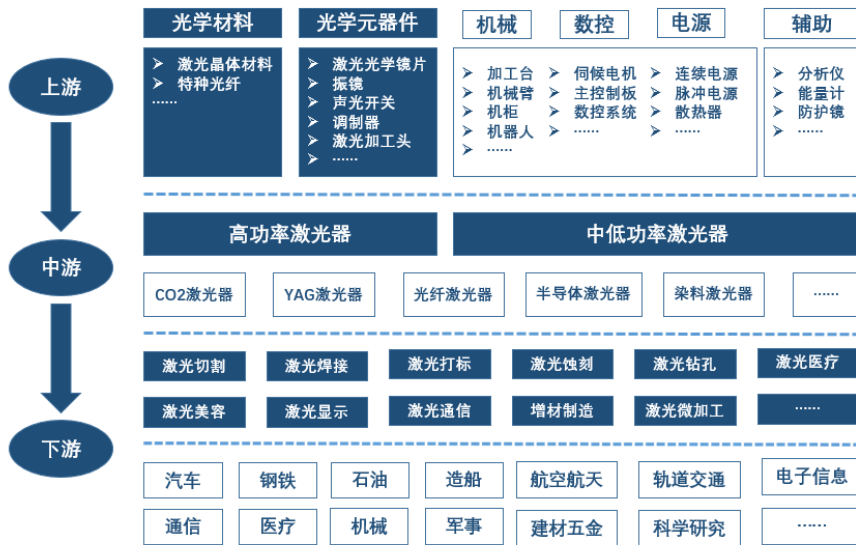 光学材料
光学元器件
机械
数控
电源
辅助
上游
激光晶体材料
特种光纤
……
激光光学镜片
振镜
声光开关
调制器
激光加工头
……
加工台
机械臂
机柜
机器人
……
伺候电机
主控制板
数控系统
……
连续电源
脉冲电源
散热器
……
分析仪
能量计
防护镜
……
中游
高功率激光器
中低功率激光器
CO2激光器
YAG激光器
光纤激光器
半导体激光器
染料激光器
……
激光切割
激光焊接
激光打标
激光蚀刻
激光钻孔
激光医疗
激光美容
激光显示
激光通信
增材制造
激光微加工
……
下游
汽车
钢铁
石油
造船
航空航天
轨道交通
电子信息
通信
医疗
机械
军事
建材五金
科学研究
……